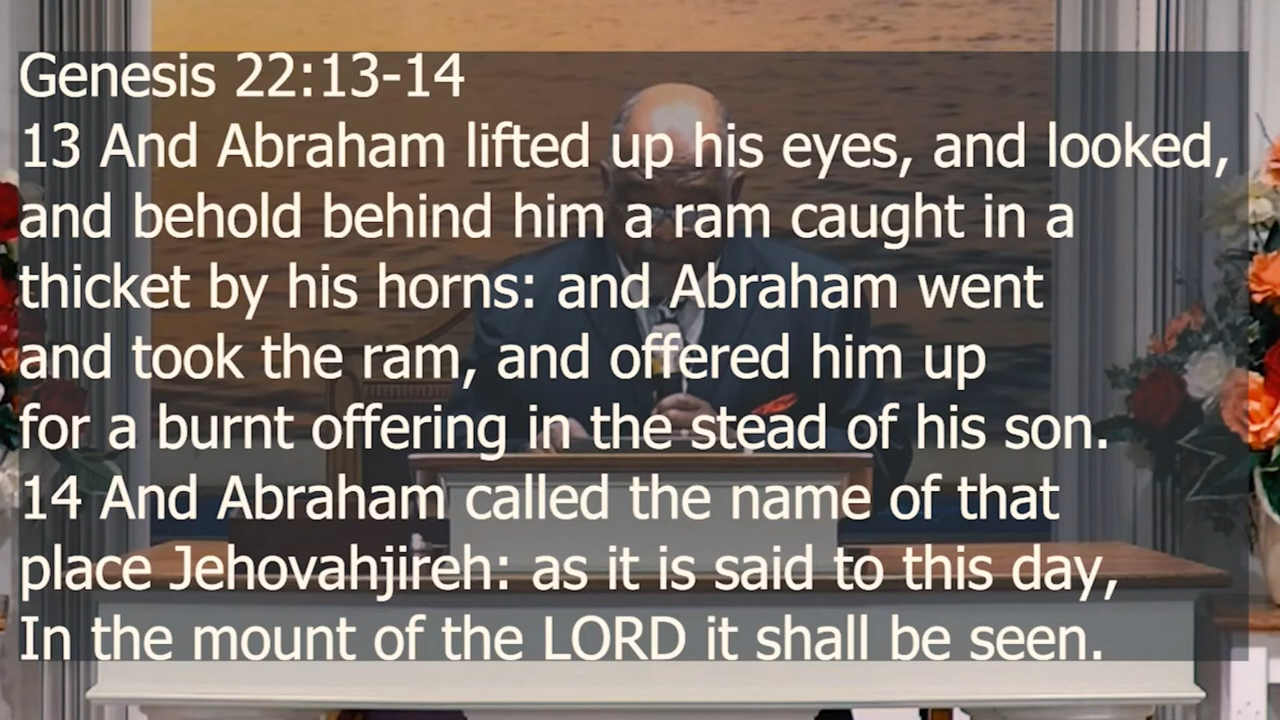 Genesis 22:13-14
13 And Abraham lifted up his eyes, and looked,
and behold behind him a ram caught in a
thicket by his horns: and Abraham went
and took the ram, and offered him up
for a burnt offering in the stead of his son.
14 And Abraham called the name of that
place Jehovahjireh: as it is said to this day,
In the mount of the LORD it shall be seen.